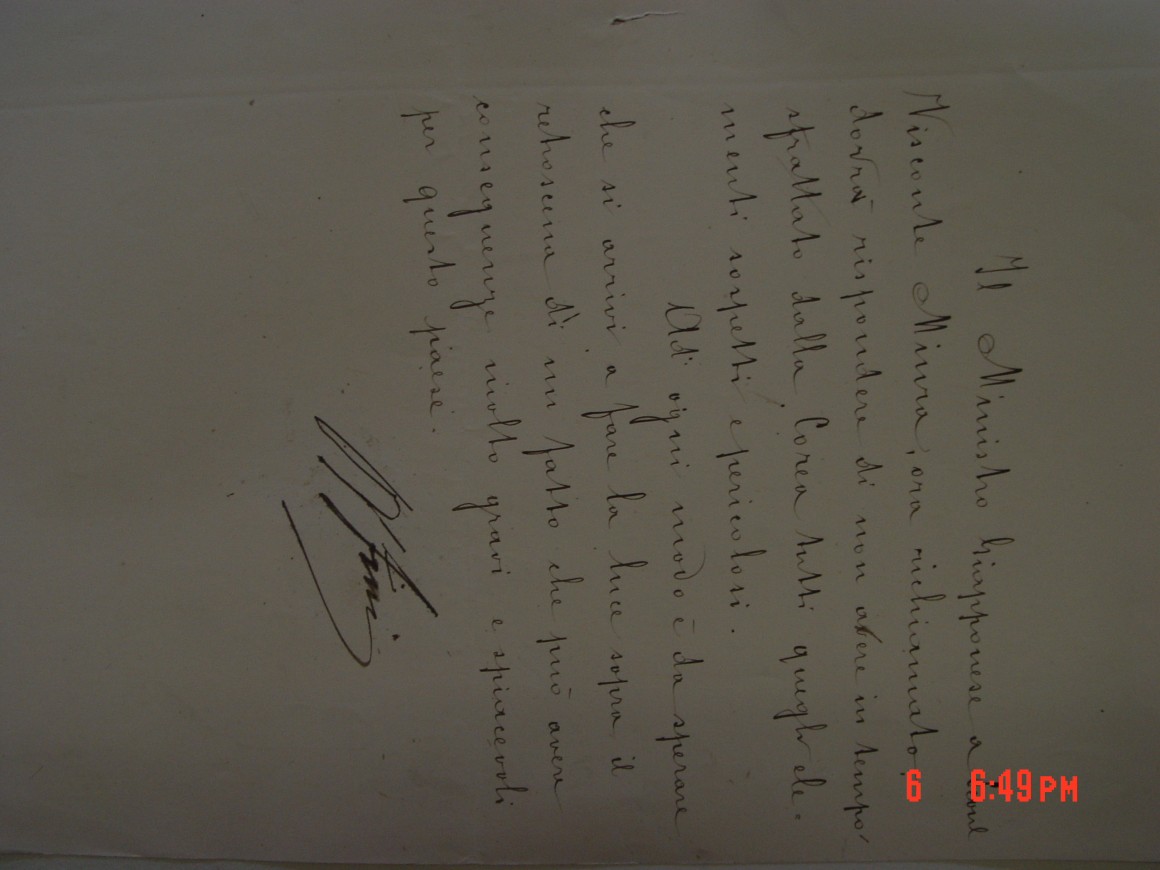 Il Ministro Giapponese a Seoul
Visconte Miura, ora richiamato,
dovrà rispondere di non avere in tempo
sfrattato dalla Corea tutti quegli ele-
menti sospetti e pericolosi.
Ad ogni modo è da sperare
che si arrivi a fare la luce sopra il
retroscena di un fatto che può avere
conseguenze molto gravi e spiacevoli
per questo paese.
6 6:49 PM